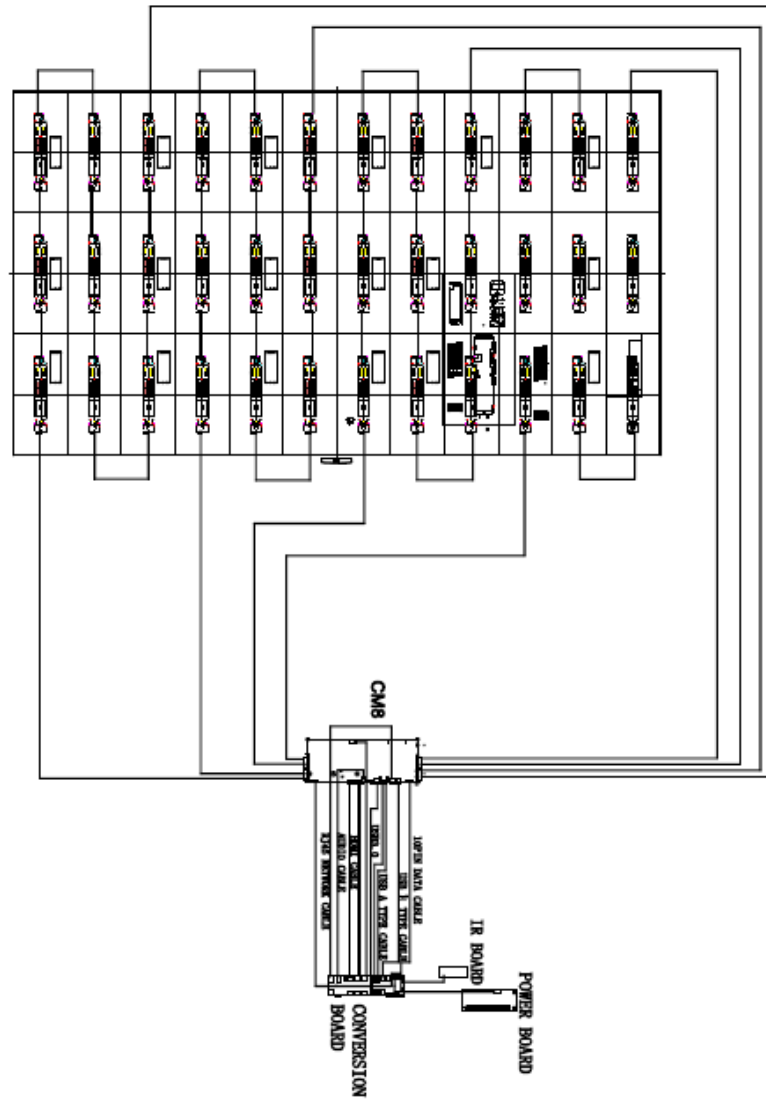 CM8
10PIN DATA CABLE
USB B TYPE CABLE
USB A TYPE CABLE
HDMI CABLE
AUDIO CABLE
RJ45 NETWORK CABLE
IR BOARD
POWER BOARD
CONVERSION
BOARD